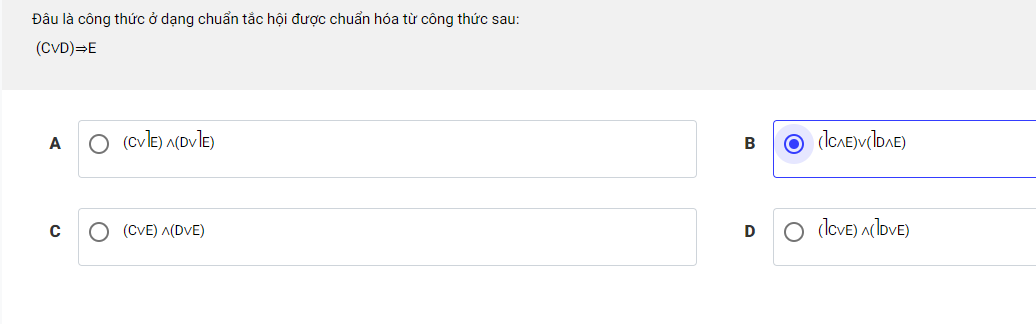 Đâu là công thức ở dạng chuẩn tắc hội được chuẩn hóa từ công thức sau:
(C∨D)⇒E
A (C∨⎤E) ∧(D∨⎤E)
B (⎤C∧E)∨(⎤D∧E)
C (C∨E) ∧(D∨E)
D (⎤C∨E) ∧(⎤D∨E)